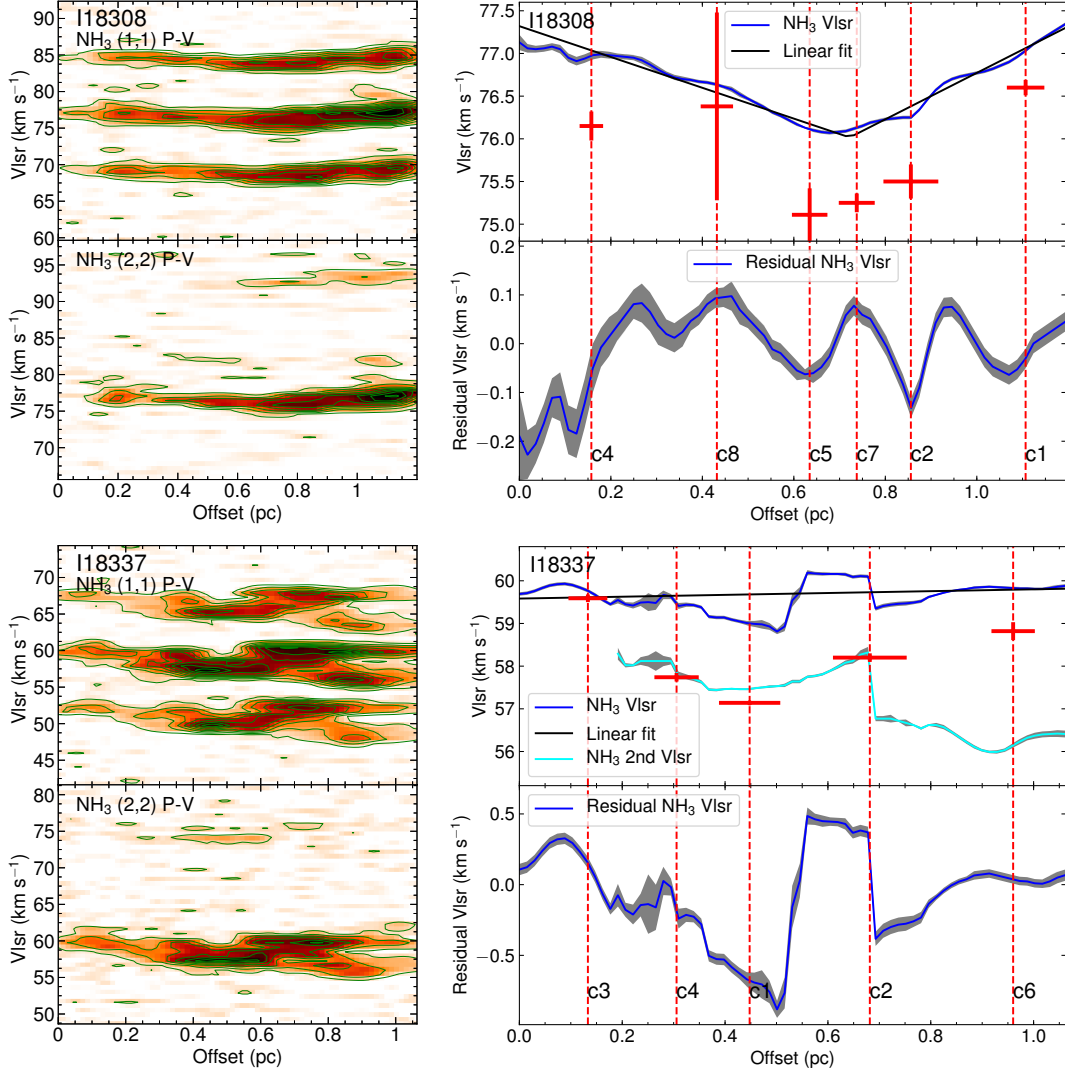 I18308
NH₃ (1,1) P-V
90
85
80
75
70
65
60
Vlsr (km s⁻¹)
NH₃ (2,2) P-V
95
90
85
80
75
70
Vlsr (km s⁻¹)
0 0.2 0.4 0.6 0.8 1
Offset (pc)
I18308
NH₃ Vlsr
Linear fit
77.5
77.0
76.5
76.0
75.5
75.0
Vlsr (km s⁻¹)
Residual NH₃ Vlsr
0.2
0.1
0.0
−0.1
−0.2
Residual Vlsr (km s⁻¹)
c4 c8 c5 c7 c2 c1
0.0 0.2 0.4 0.6 0.8 1.0
Offset (pc)
I18337
NH₃ (1,1) P-V
70
65
60
55
50
45
Vlsr (km s⁻¹)
NH₃ (2,2) P-V
80
75
70
65
60
55
50
Vlsr (km s⁻¹)
0 0.2 0.4 0.6 0.8 1
Offset (pc)
I18337
60
59
58
57
56
Vlsr (km s⁻¹)
NH₃ Vlsr
Linear fit
NH₃ 2nd Vlsr
Residual NH₃ Vlsr
0.5
0.0
−0.5
Residual Vlsr (km s⁻¹)
c3 c4 c1 c2 c6
0.0 0.2 0.4 0.6 0.8 1.0
Offset (pc)